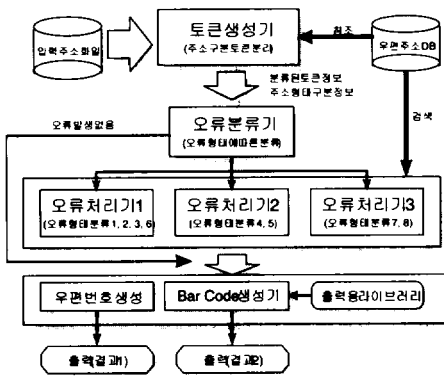 토큰생성기
(주소구분토큰분리)
입력주소화일
참조
우편주소DB
분류된토큰정보
주소형태구분정보
오류발생없음
오류분류기
(오류형태에따른분류)
검색
오류처리기1
(오류형태분류1, 2, 3, 6)
오류처리기2
(오류형태분류4, 5)
오류처리기3
(오류형태분류7, 8)
우편번호생성
Bar Code생성기
출력용라이브러리
출력(결과1)
출력(결과2)